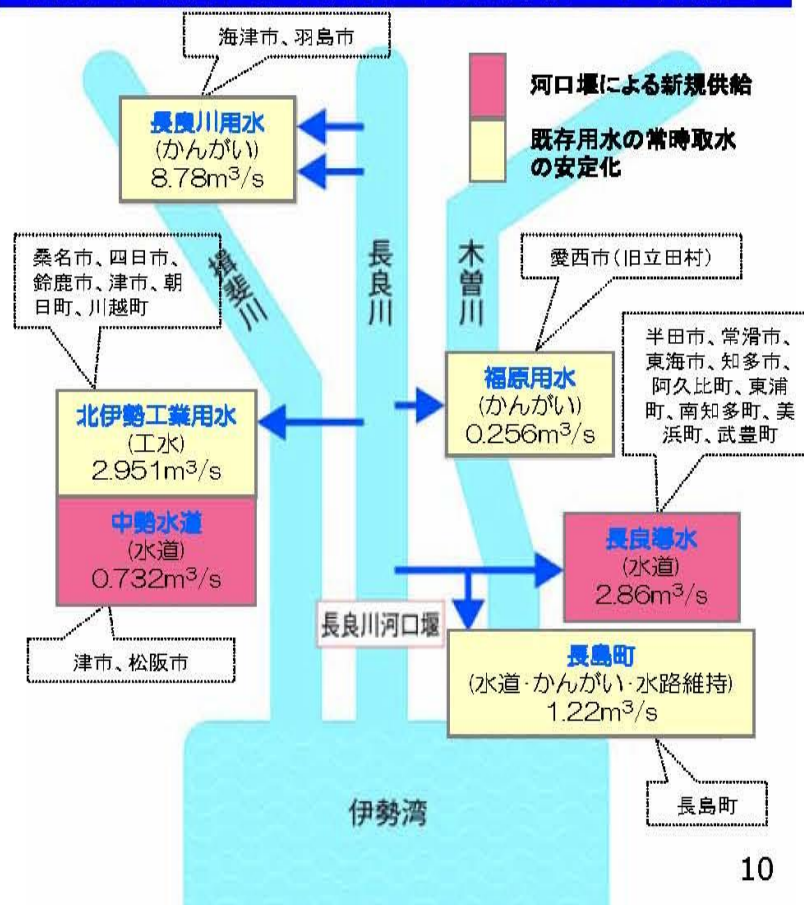 海津市、羽島市
河口堰による新規供給
既存用水の常時取水
の安定化
長良川用水
(かんがい)
8.78m³/s
桑名市、四日市、
鈴鹿市、津市、朝
日町、川越町
揖斐川
長良川
木曽川
愛西市(旧立田村)
半田市、常滑市、
東海市、知多市、
阿久比町、東浦
町、南知多町、美
浜町、武豊町
福原用水
(かんがい)
0.256m³/s
北伊勢工業用水
(工水)
2.951m³/s
中勢水道
(水道)
0.732m³/s
長良導水
(水道)
2.86m³/s
津市、松阪市
長良川河口堰
長島町
(水道・かんがい・水路維持)
1.22m³/s
長島町
伊勢湾
10